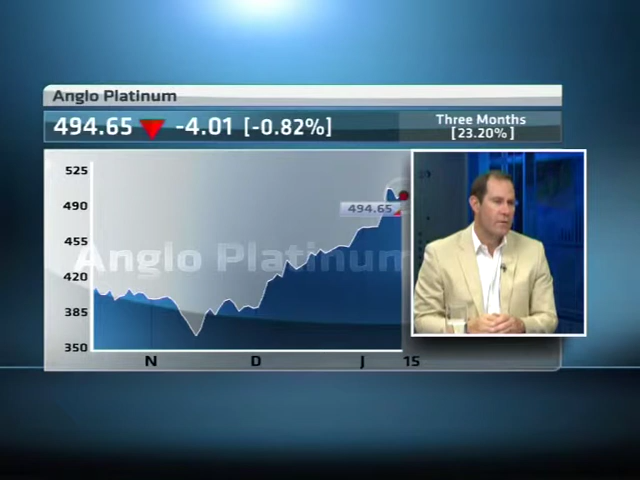 Anglo Platinum
494.65 -4.01 [-0.82%]
Three Months
[23.20%]
525
490
455
420
385
350
494.65
Anglo Platinum
N D J 15